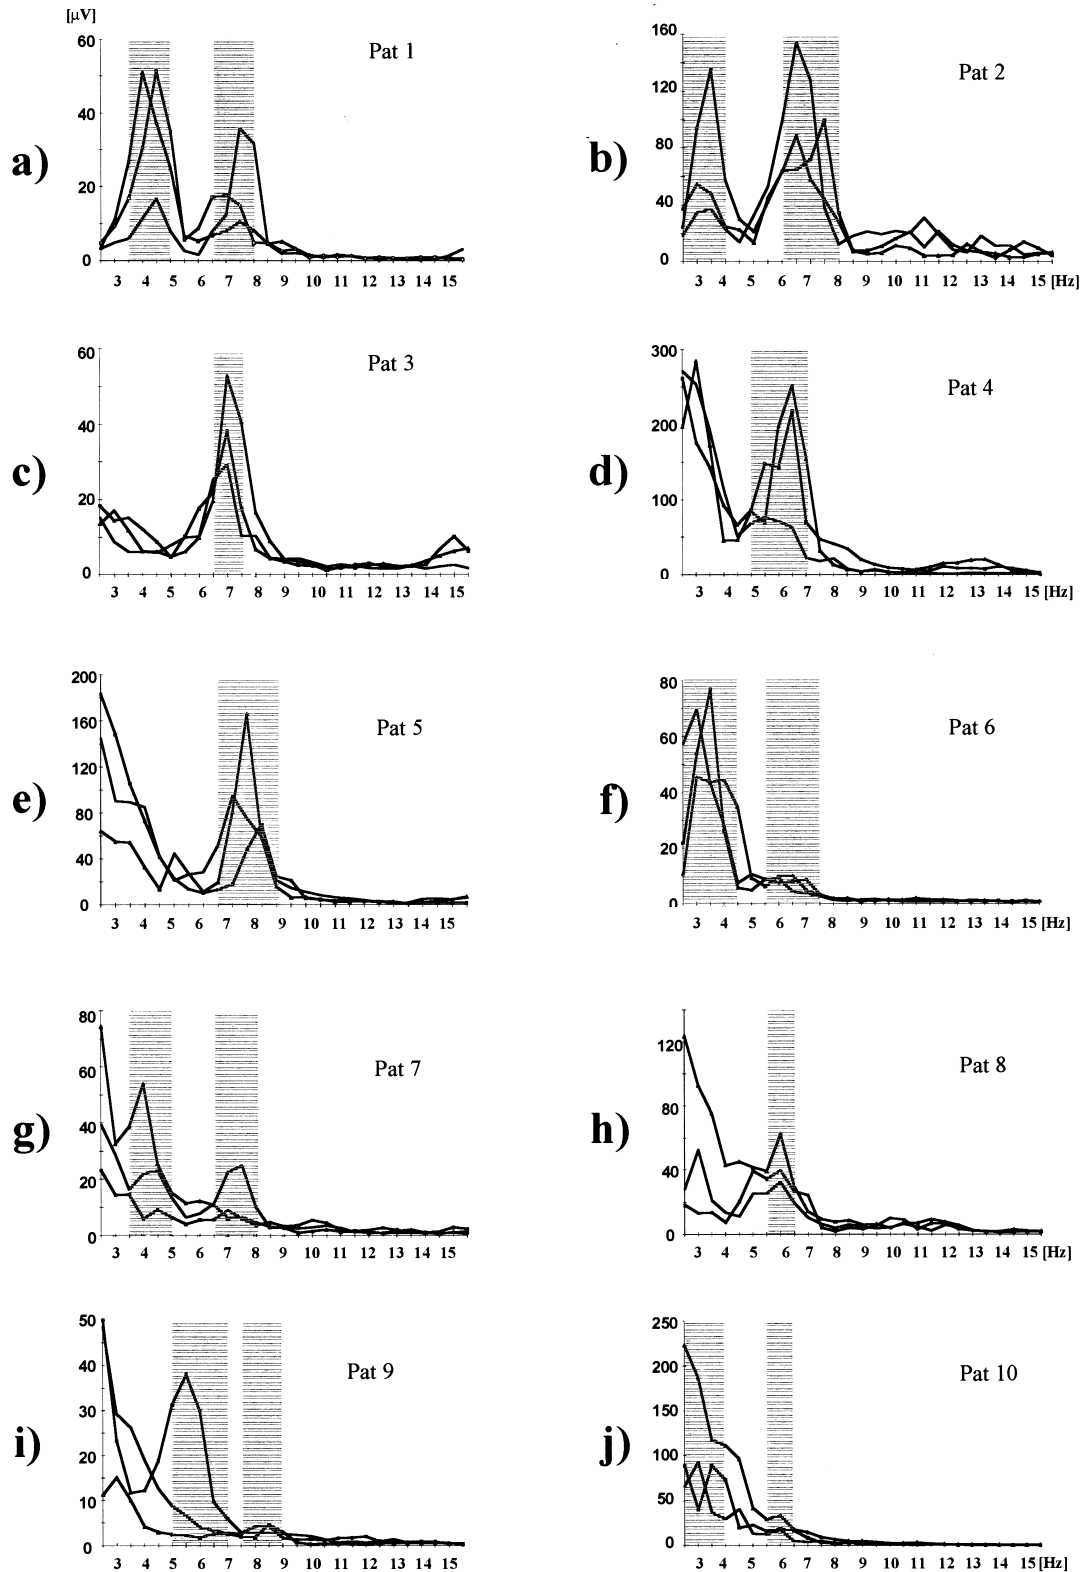 [µV]
60
40
20
0
a)
Pat 1
3 4 5 6 7 8 9 10 11 12 13 14 15
160
120
80
40
0
b)
Pat 2
3 4 5 6 7 8 9 10 11 12 13 14 15 [Hz]
60
40
20
0
c)
Pat 3
3 4 5 6 7 8 9 10 11 12 13 14 15
300
200
100
0
d)
Pat 4
3 4 5 6 7 8 9 10 11 12 13 14 15 [Hz]
200
160
120
80
40
0
e)
Pat 5
3 4 5 6 7 8 9 10 11 12 13 14 15
80
60
40
20
0
f)
Pat 6
3 4 5 6 7 8 9 10 11 12 13 14 15 [Hz]
80
60
40
20
0
g)
Pat 7
3 4 5 6 7 8 9 10 11 12 13 14 15
120
80
40
0
h)
Pat 8
3 4 5 6 7 8 9 10 11 12 13 14 15 [Hz]
50
40
30
20
10
0
i)
Pat 9
3 4 5 6 7 8 9 10 11 12 13 14 15
250
200
150
100
50
0
j)
Pat 10
3 4 5 6 7 8 9 10 11 12 13 14 15 [Hz]